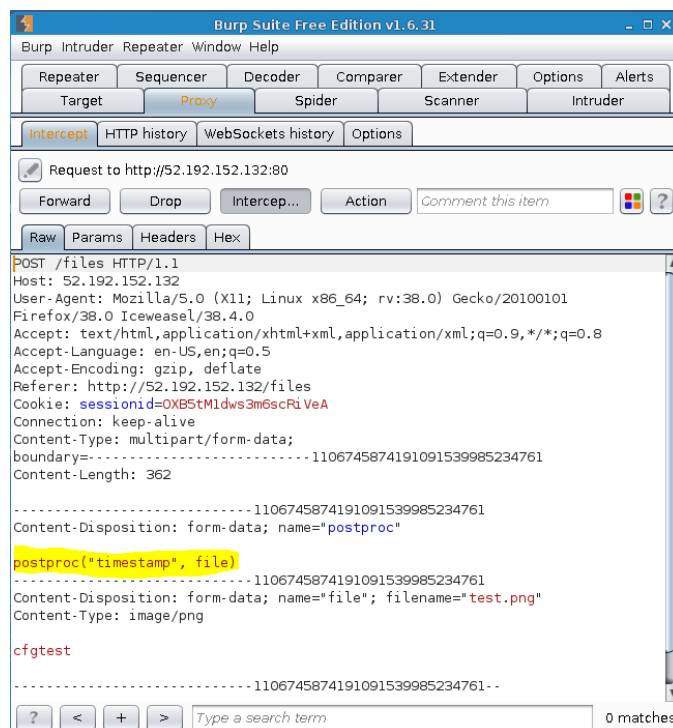 Burp Suite Free Edition v1.6.31
Burp Intruder Repeater Window Help
Repeater Sequencer Decoder Comparer Extender Options Alerts
Target Proxy Spider Scanner Intruder
Intercept HTTP history WebSockets history Options
Request to http://52.192.152.132:80
Forward Drop Intercep... Action Comment this item ?
Raw Params Headers Hex
POST /files HTTP/1.1
Host: 52.192.152.132
User-Agent: Mozilla/5.0 (X11; Linux x86_64; rv:38.0) Gecko/20100101
Firefox/38.0 Iceweasel/38.4.0
Accept: text/html,application/xhtml+xml,application/xml;q=0.9,*/*;q=0.8
Accept-Language: en-US,en;q=0.5
Accept-Encoding: gzip, deflate
Referer: http://52.192.152.132/files
Cookie: sessionid=OXB5tM1dws3m6scRiVeA
Connection: keep-alive
Content-Type: multipart/form-data;
boundary=---------------------------11067458741910915399​85234761
Content-Length: 362
-----------------------------1106745874191091539985234761
Content-Disposition: form-data; name="postproc"
postproc("timestamp", file)
-----------------------------1106745874191091539985234761
Content-Disposition: form-data; name="file"; filename="test.png"
Content-Type: image/png
cfgtest
-----------------------------1106745874191091539985234761--
? < + > Type a search term 0 matches